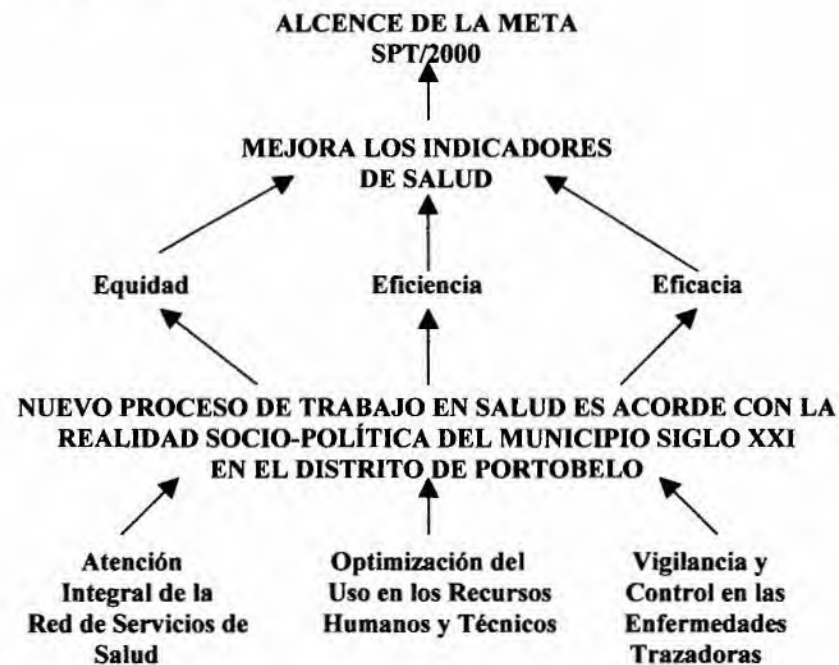 ALCENCE DE LA META
SPT/2000
MEJORA LOS INDICADORES
DE SALUD
Equidad
Eficiencia
Eficacia
NUEVO PROCESO DE TRABAJO EN SALUD ES ACORDE CON LA
REALIDAD SOCIO-POLÍTICA DEL MUNICIPIO SIGLO XXI
EN EL DISTRITO DE PORTOBELO
Atención
Integral de la
Red de Servicios de
Salud
Optimización del
Uso en los Recursos
Humanos y Técnicos
Vigilancia y
Control en las
Enfermedades
Trazadoras